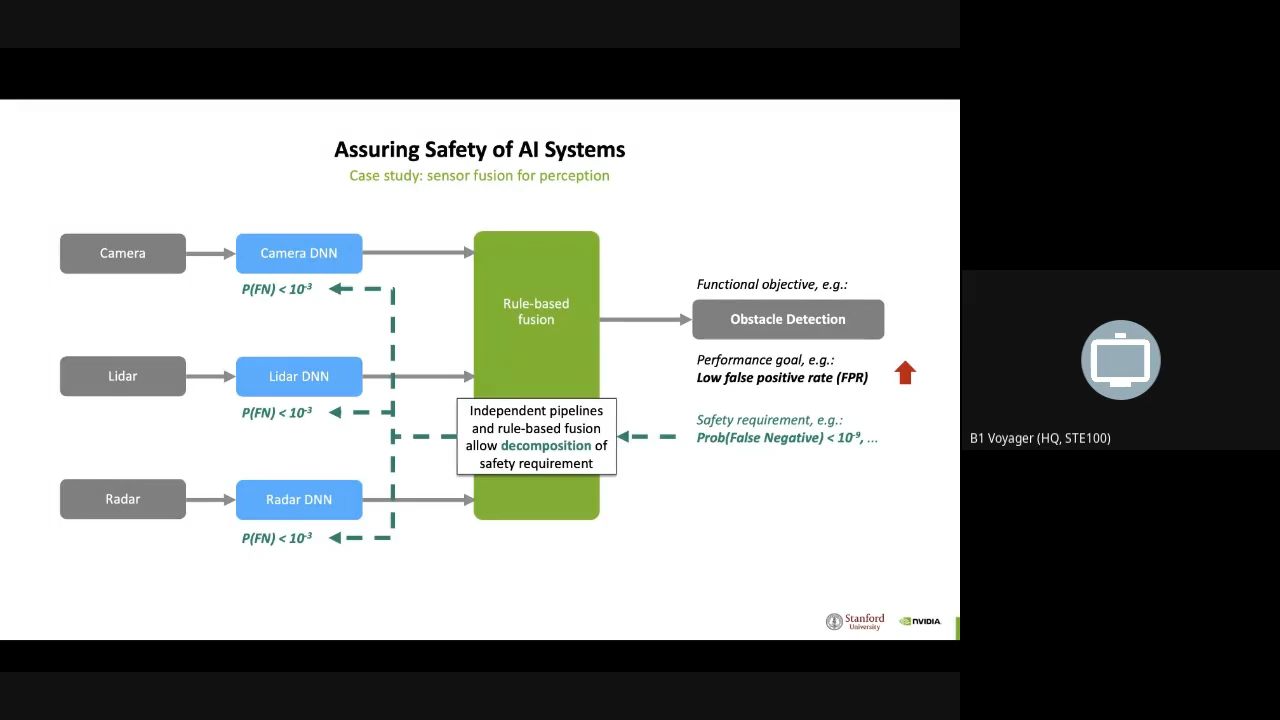 Assuring Safety of AI Systems
Case study: sensor fusion for perception
Camera
Camera DNN
P(FN) < 10⁻³
Lidar
Lidar DNN
P(FN) < 10⁻³
Radar
Radar DNN
P(FN) < 10⁻³
Rule-based
fusion
Independent pipelines
and rule-based fusion
allow decomposition of
safety requirement
Functional objective, e.g.:
Obstacle Detection
Performance goal, e.g.:
Low false positive rate (FPR)
Safety requirement, e.g.:
Prob(False Negative) < 10⁻⁹, ...
Stanford
University
NVIDIA
B1 Voyager (HQ, STE100)